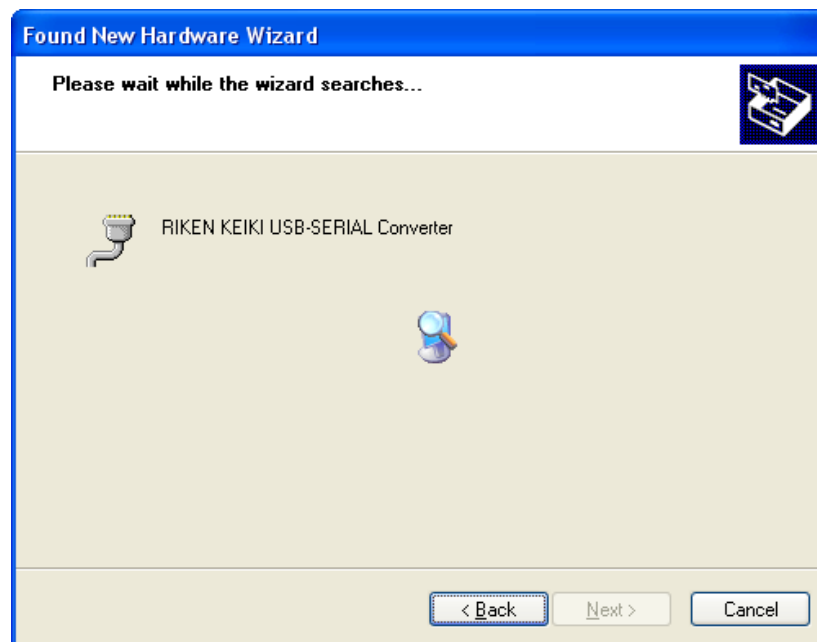 Found New Hardware Wizard
Please wait while the wizard searches...
RIKEN KEIKI USB-SERIAL Converter
< Back
Next >
Cancel